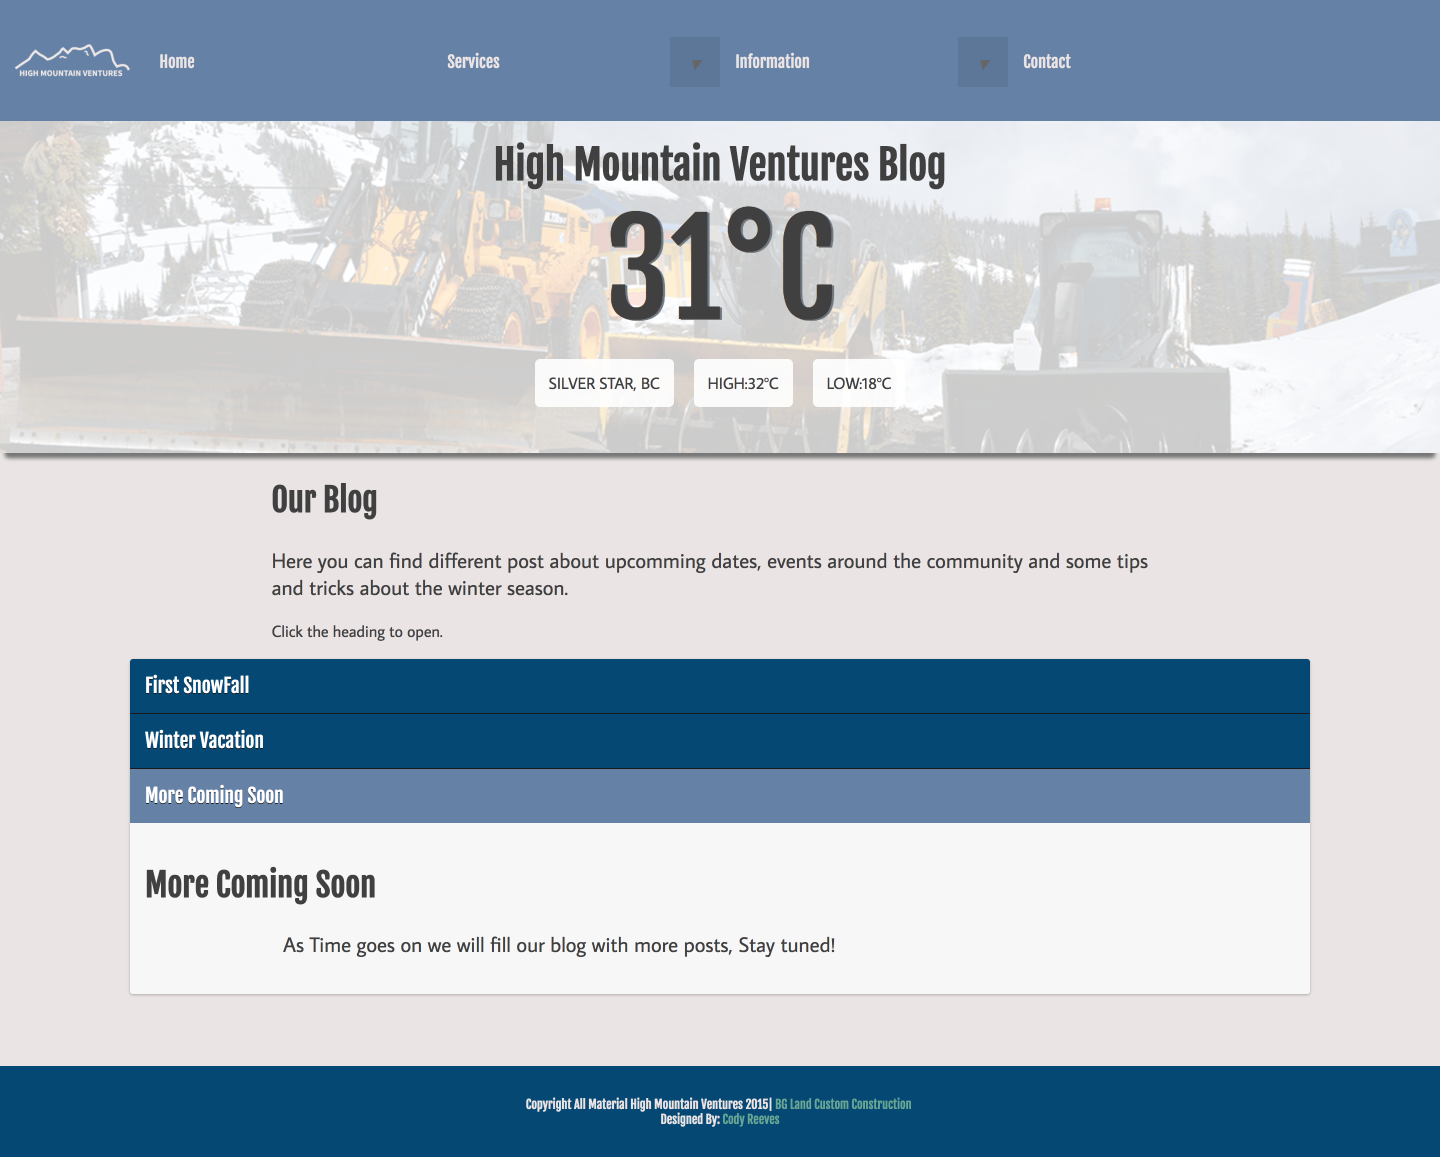 HIGH MOUNTAIN VENTURES
Home
Services
Information
Contact
High Mountain Ventures Blog
31°C
SILVER STAR, BC
HIGH:32°C
LOW:18°C
Our Blog
Here you can find different post about upcomming dates, events around the community and some tips
and tricks about the winter season.
Click the heading to open.
First SnowFall
Winter Vacation
More Coming Soon
More Coming Soon
As Time goes on we will fill our blog with more posts, Stay tuned!
Copyright All Material High Mountain Ventures 2015| BG Land Custom Construction
Designed By: Cody Reeves